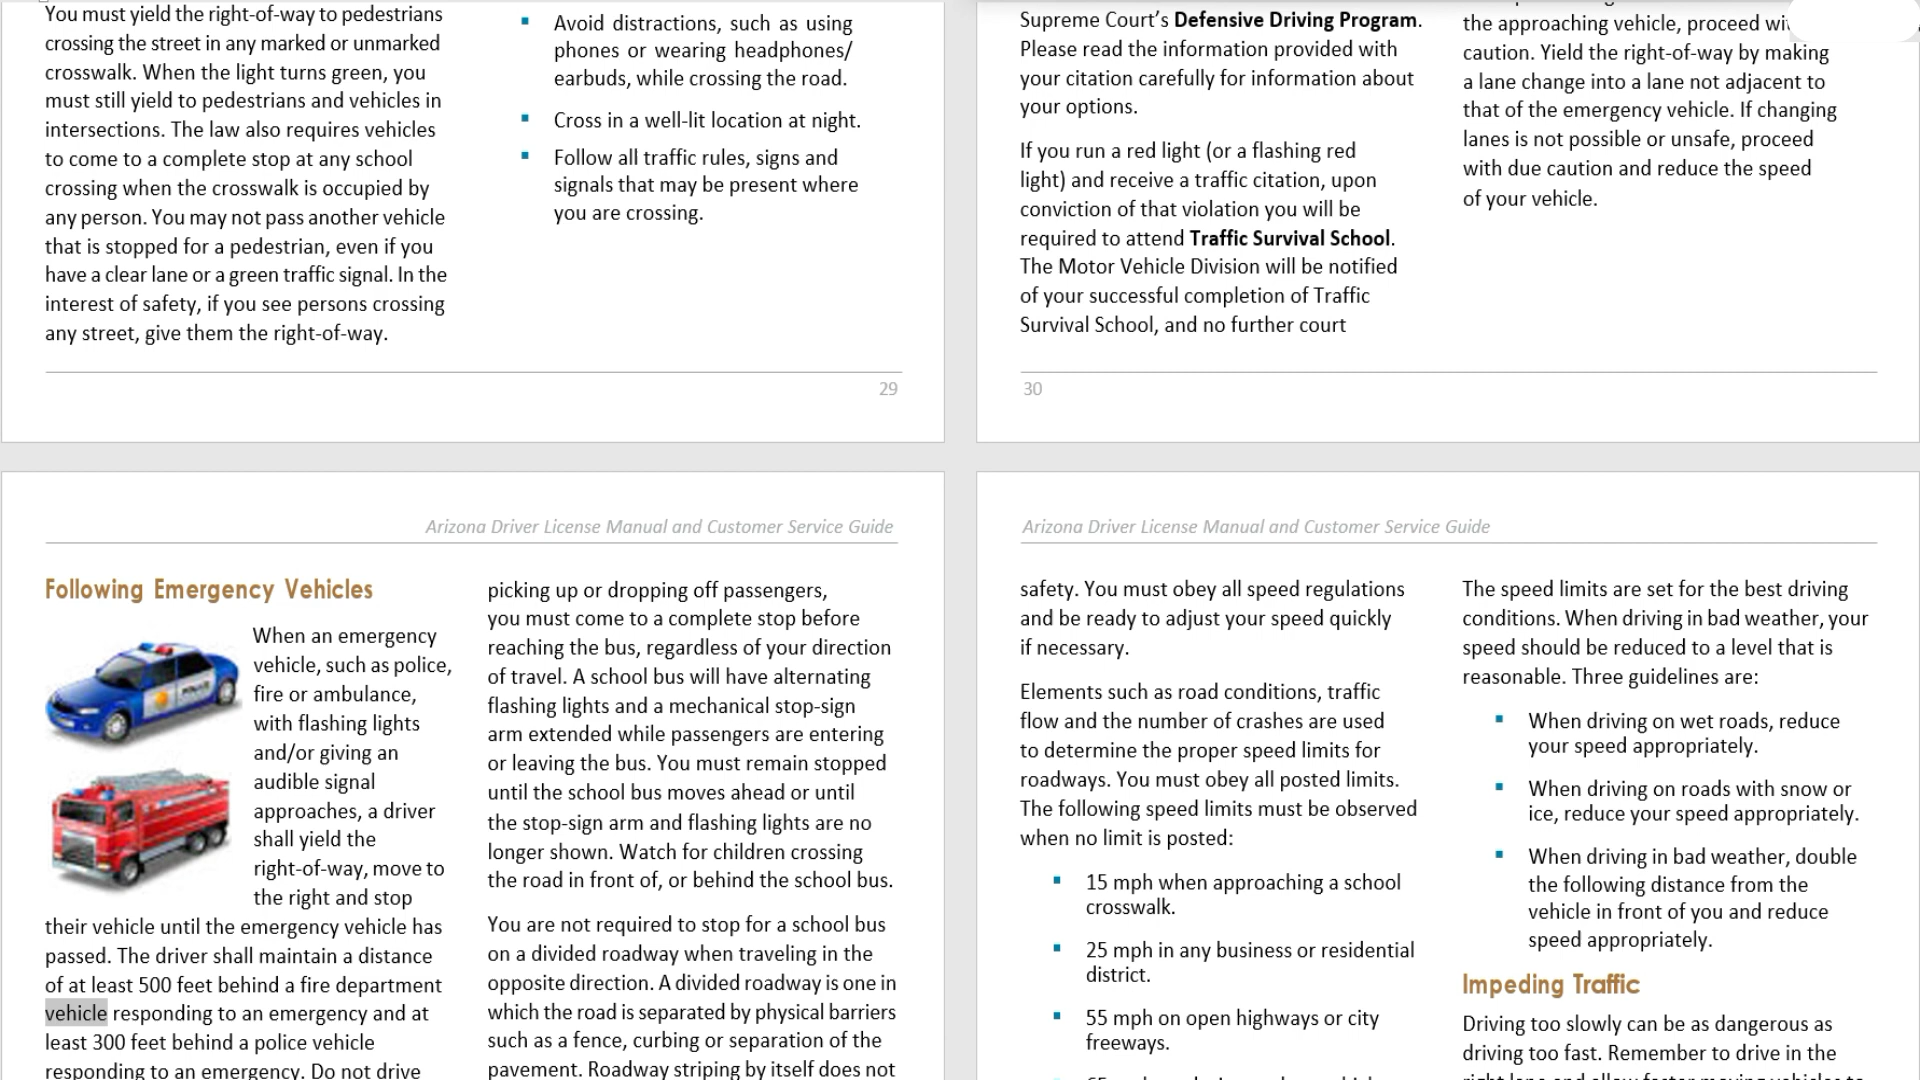 You must yield the right-of-way to pedestrians
crossing the street in any marked or unmarked
crosswalk. When the light turns green, you
must still yield to pedestrians and vehicles in
intersections. The law also requires vehicles
to come to a complete stop at any school
crossing when the crosswalk is occupied by
any person. You may not pass another vehicle
that is stopped for a pedestrian, even if you
have a clear lane or a green traffic signal. In the
interest of safety, if you see persons crossing
any street, give them the right-of-way.
▪ Avoid distractions, such as using
phones or wearing headphones/
earbuds, while crossing the road.
▪ Cross in a well-lit location at night.
▪ Follow all traffic rules, signs and
signals that may be present where
you are crossing.
29
Supreme Court's Defensive Driving Program.
Please read the information provided with
your citation carefully for information about
your options.
If you run a red light (or a flashing red
light) and receive a traffic citation, upon
conviction of that violation you will be
required to attend Traffic Survival School.
The Motor Vehicle Division will be notified
of your successful completion of Traffic
Survival School, and no further court
the approaching vehicle, proceed
caution. Yield the right-of-way by making
a lane change into a lane not adjacent to
that of the emergency vehicle. If changing
lanes is not possible or unsafe, proceed
with due caution and reduce the speed
of your vehicle.
30
Arizona Driver License Manual and Customer Service Guide
Following Emergency Vehicles
POLICE
When an emergency
vehicle, such as police,
fire or ambulance,
with flashing lights
and/or giving an
audible signal
approaches, a driver
shall yield the
right-of-way, move to
the right and stop
their vehicle until the emergency vehicle has
passed. The driver shall maintain a distance
of at least 500 feet behind a fire department
vehicle responding to an emergency and at
least 300 feet behind a police vehicle
responding to an emergency. Do not drive
picking up or dropping off passengers,
you must come to a complete stop before
reaching the bus, regardless of your direction
of travel. A school bus will have alternating
flashing lights and a mechanical stop-sign
arm extended while passengers are entering
or leaving the bus. You must remain stopped
until the school bus moves ahead or until
the stop-sign arm and flashing lights are no
longer shown. Watch for children crossing
the road in front of, or behind the school bus.
You are not required to stop for a school bus
on a divided roadway when traveling in the
opposite direction. A divided roadway is one in
which the road is separated by physical barriers
such as a fence, curbing or separation of the
pavement. Roadway striping by itself does not
Arizona Driver License Manual and Customer Service Guide
safety. You must obey all speed regulations
and be ready to adjust your speed quickly
if necessary.
Elements such as road conditions, traffic
flow and the number of crashes are used
to determine the proper speed limits for
roadways. You must obey all posted limits.
The following speed limits must be observed
when no limit is posted:
▪ 15 mph when approaching a school
crosswalk.
▪ 25 mph in any business or residential
district.
▪ 55 mph on open highways or city
freeways.
The speed limits are set for the best driving
conditions. When driving in bad weather, your
speed should be reduced to a level that is
reasonable. Three guidelines are:
▪ When driving on wet roads, reduce
your speed appropriately.
▪ When driving on roads with snow or
ice, reduce your speed appropriately.
▪ When driving in bad weather, double
the following distance from the
vehicle in front of you and reduce
speed appropriately.
Impeding Traffic
Driving too slowly can be as dangerous as
driving too fast. Remember to drive in the